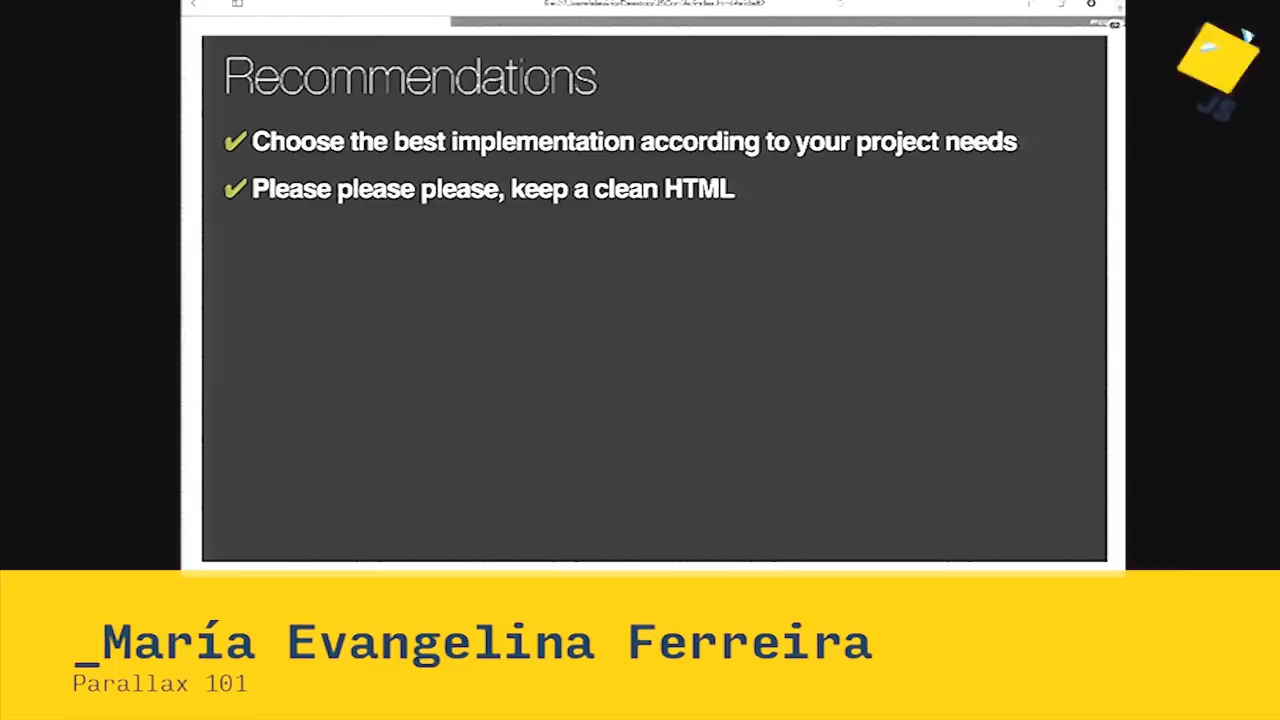 Recommendations
✔ Choose the best implementation according to your project needs
✔ Please please please, keep a clean HTML
JS
_María Evangelina Ferreira
Parallax 101